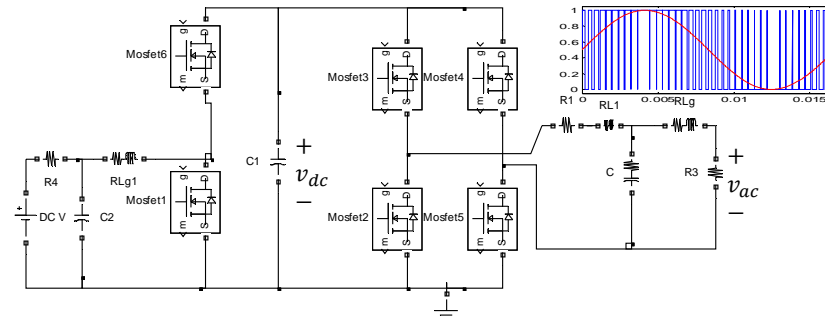 Mosfet6
g
D
m
S
Mosfet3
g
D
m
S
Mosfet4
g
D
m
S
1
0.8
0.6
0.4
0.2
0
0
0.005
0.01
0.015
R1
RL1
RLg
C1
+
v_dc
−
R4
RLg1
Mosfet1
g
D
m
S
+
DC V
C2
Mosfet2
g
D
m
S
Mosfet5
g
D
m
S
C
R3
+
v_ac
−